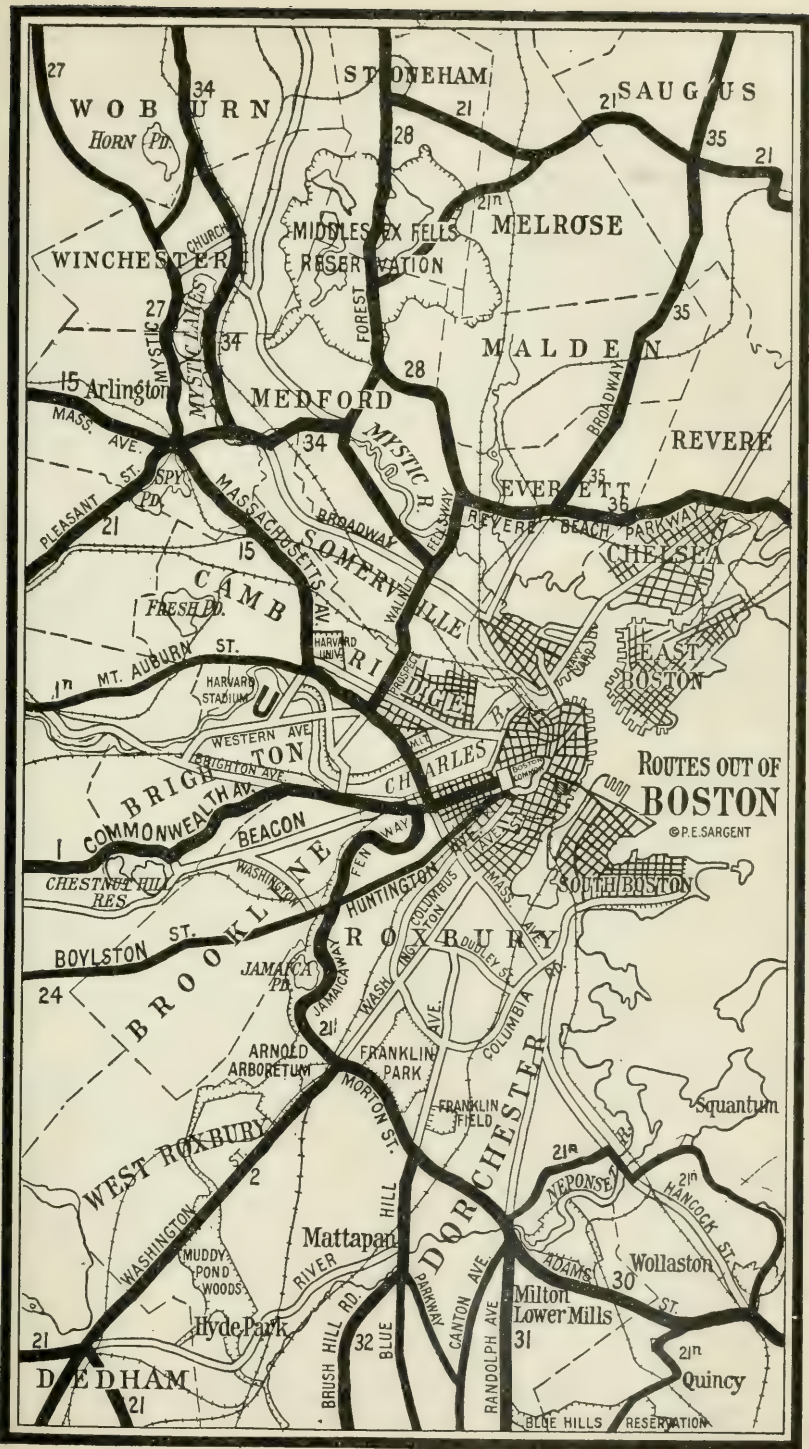 27
34
STONEHAM
21
21
SAUGUS
WOBURN
HORN PD.
28
35
21
21n
MELROSE
CHURCH
MIDDLESEX FELLS
RESERVATION
WINCHESTER
27
MYSTIC
MYSTIC LAKES
34
FOREST
35
28
MALDEN
BROADWAY
15 Arlington
MASS. AVE.
MEDFORD
34
MYSTIC R.
REVERE
PLEASANT ST.
21
SPY PD.
MASSACHUSETTS AV.
15
BROADWAY
FELLSWAY
EVERETT
35
36
REVERE BEACH PARKWAY
CHELSEA
SOMERVILLE
CAMBRIDGE
FRESH PD.
WALNUT
HARVARD UNIV.
PROSPECT
NAVY YARD
EAST
BOSTON
1n
MT. AUBURN ST.
HARVARD
STADIUM
WESTERN AVE
M.I.T.
CHARLES R.
BRIGHTON
BRIGHTON AVE.
BOSTON COMMON
ROUTES OUT OF
BOSTON
© P.E. SARGENT
COMMONWEALTH AV.
1
BEACON
FENWAY
CHESTNUT HILL
RES.
WASHINGTON
HUNTINGTON AVE.
COLUMBUS
AVE.
MASS. AVE.
SOUTH BOSTON
BOYLSTON ST.
24
BROOKLINE
ROXBURY
WASHINGTON
DUDLEY ST.
JAMAICA
PD.
JAMAICAWAY
21
AVE.
COLUMBIA RD.
ARNOLD
ARBORETUM
FRANKLIN
PARK
MORTON ST.
FRANKLIN
FIELD
DORCHESTER
Squantum
WEST ROXBURY
WASHINGTON ST.
2
21n
NEPONSET R.
21n
HANCOCK ST.
MUDDY
POND
WOODS
Mattapan
HILL
RIVER
ADAMS ST.
30
Wollaston
Hyde Park
BRUSH HILL RD.
32
BLUE
PARKWAY
CANTON AVE.
RANDOLPH AVE
31
Milton
Lower Mills
21
DEDHAM
21
21n
Quincy
BLUE HILLS RESERVATION